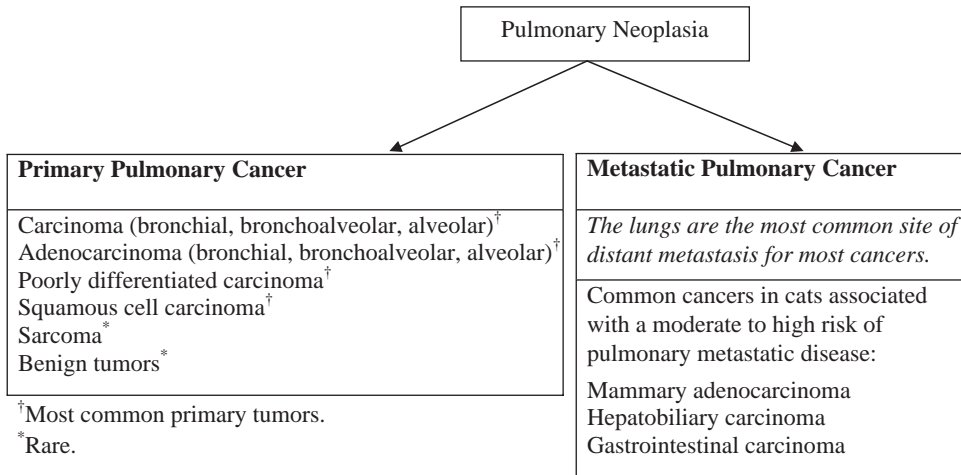 Pulmonary Neoplasia
Primary Pulmonary Cancer
Carcinoma (bronchial, bronchoalveolar, alveolar)†
Adenocarcinoma (bronchial, bronchoalveolar, alveolar)†
Poorly differentiated carcinoma†
Squamous cell carcinoma†
Sarcoma*
Benign tumors*
†Most common primary tumors.
*Rare.
Metastatic Pulmonary Cancer
The lungs are the most common site of
distant metastasis for most cancers.
Common cancers in cats associated
with a moderate to high risk of
pulmonary metastatic disease:
Mammary adenocarcinoma
Hepatobiliary carcinoma
Gastrointestinal carcinoma